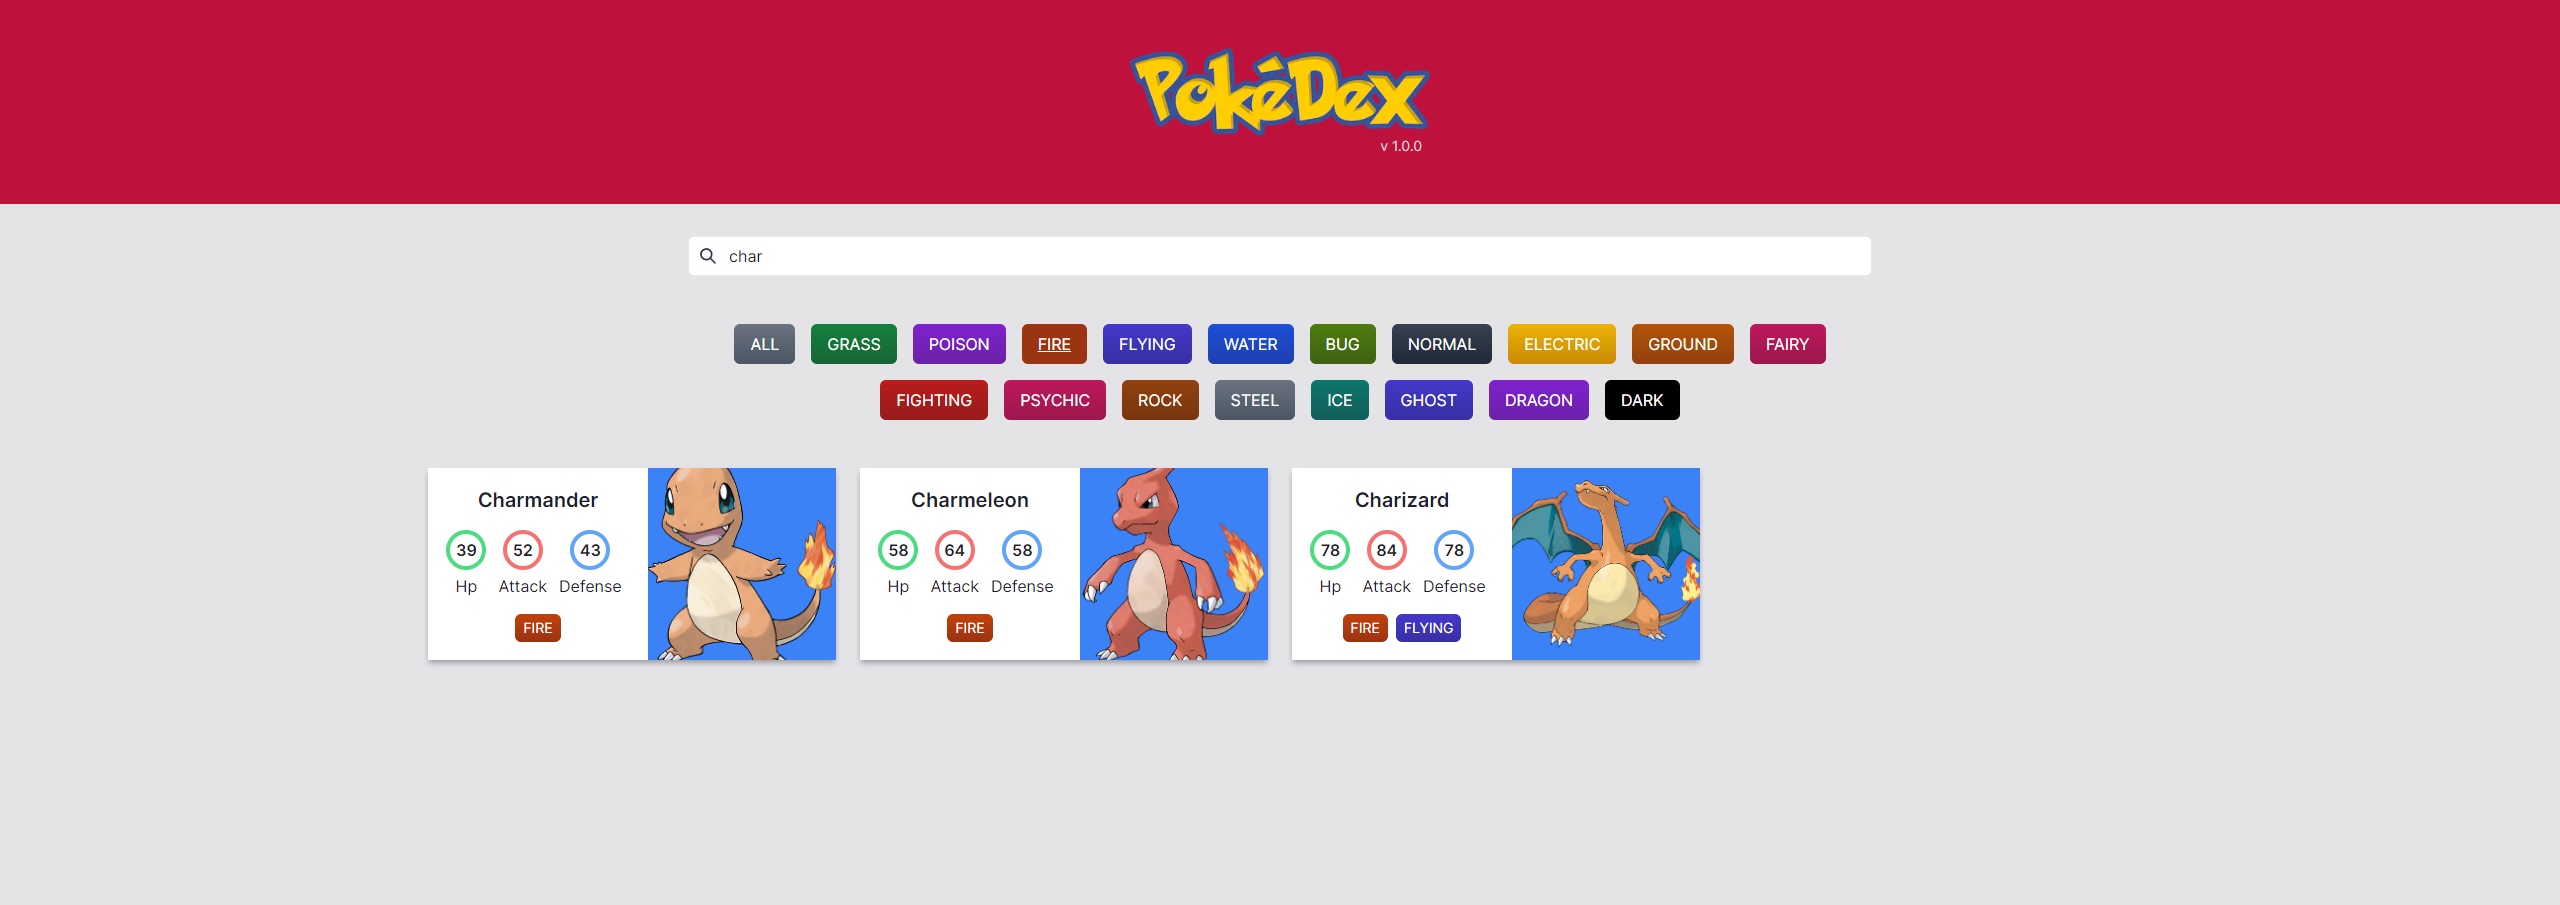 PokéDex
v 1.0.0
char
ALL GRASS POISON FIRE FLYING WATER BUG NORMAL ELECTRIC GROUND FAIRY
FIGHTING PSYCHIC ROCK STEEL ICE GHOST DRAGON DARK
Charmander
39 52 43
Hp Attack Defense
FIRE
Charmeleon
58 64 58
Hp Attack Defense
FIRE
Charizard
78 84 78
Hp Attack Defense
FIRE FLYING